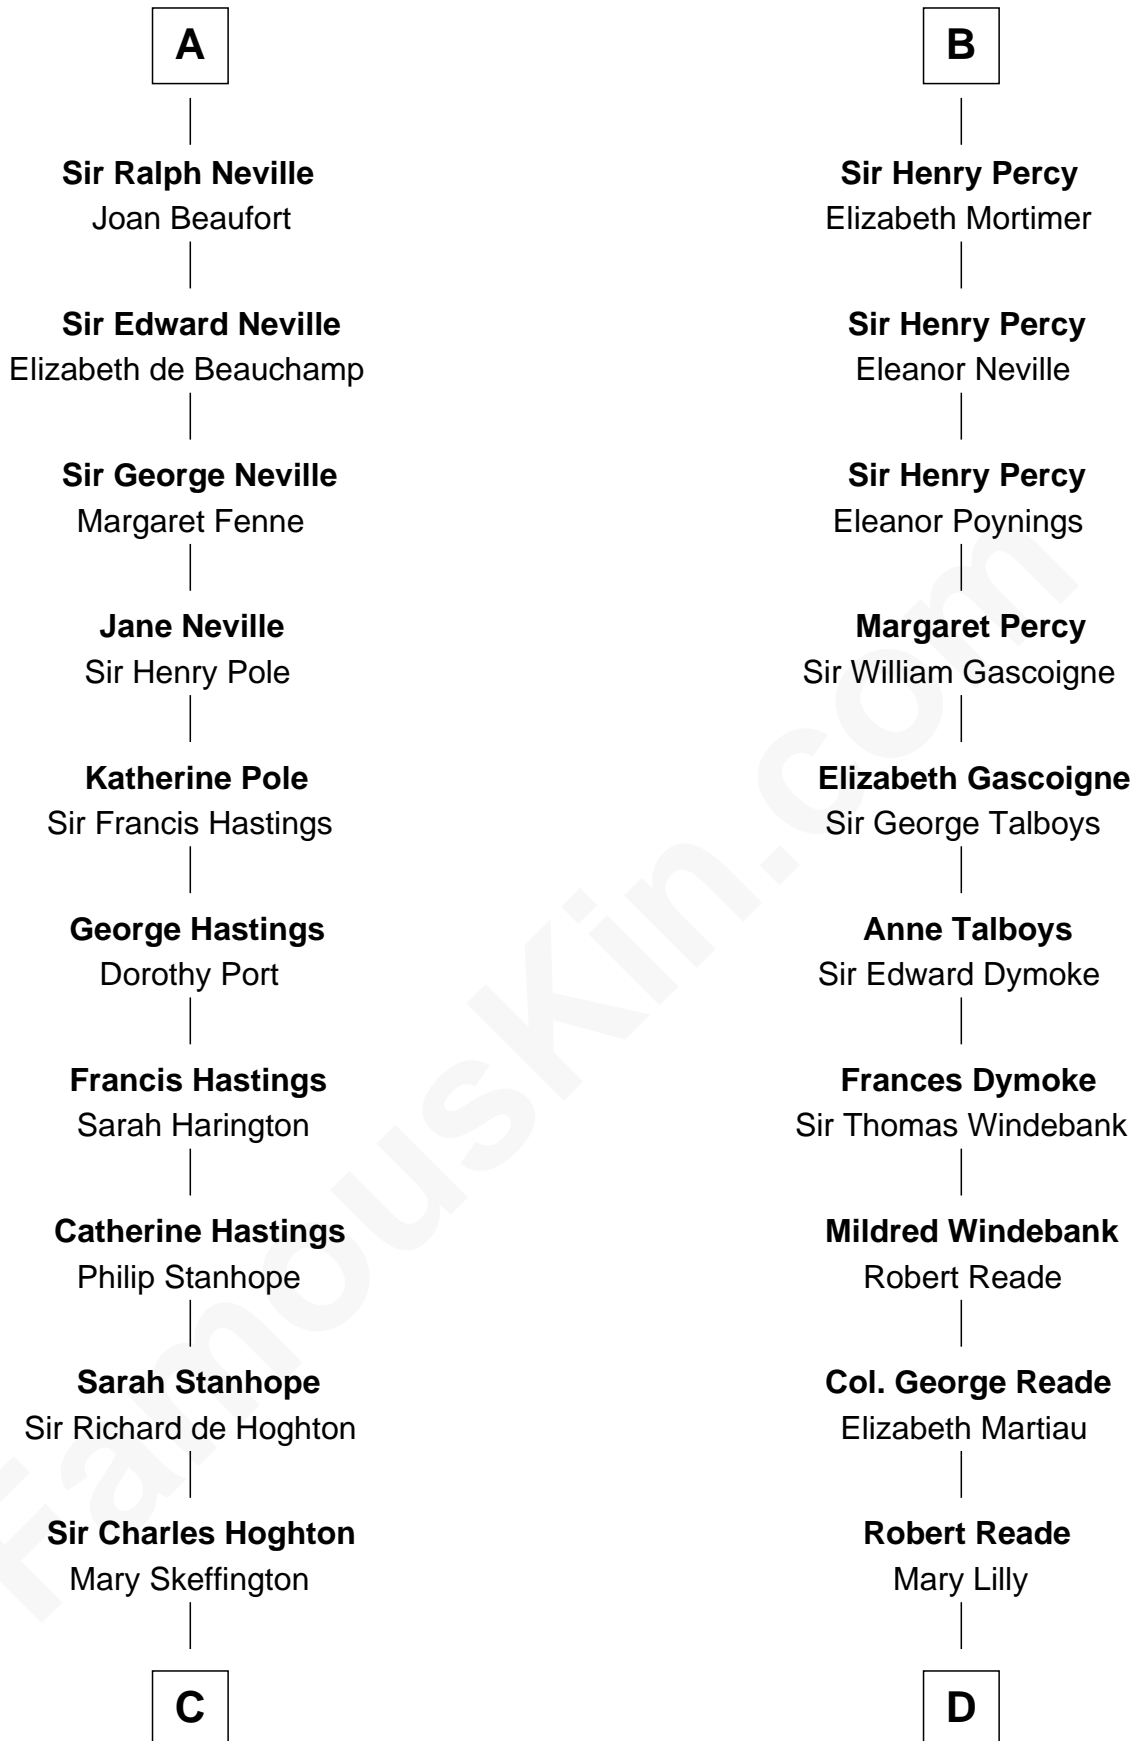 A
Sir Ralph Neville
Joan Beaufort
Sir Edward Neville
Elizabeth de Beauchamp
Sir George Neville
Margaret Fenne
Jane Neville
Sir Henry Pole
Katherine Pole
Sir Francis Hastings
George Hastings
Dorothy Port
Francis Hastings
Sarah Harington
Catherine Hastings
Philip Stanhope
Sarah Stanhope
Sir Richard de Hoghton
Sir Charles Hoghton
Mary Skeffington
C
B
Sir Henry Percy
Elizabeth Mortimer
Sir Henry Percy
Eleanor Neville
Sir Henry Percy
Eleanor Poynings
Margaret Percy
Sir William Gascoigne
Elizabeth Gascoigne
Sir George Talboys
Anne Talboys
Sir Edward Dymoke
Frances Dymoke
Sir Thomas Windebank
Mildred Windebank
Robert Reade
Col. George Reade
Elizabeth Martiau
Robert Reade
Mary Lilly
D
FamousKin.com